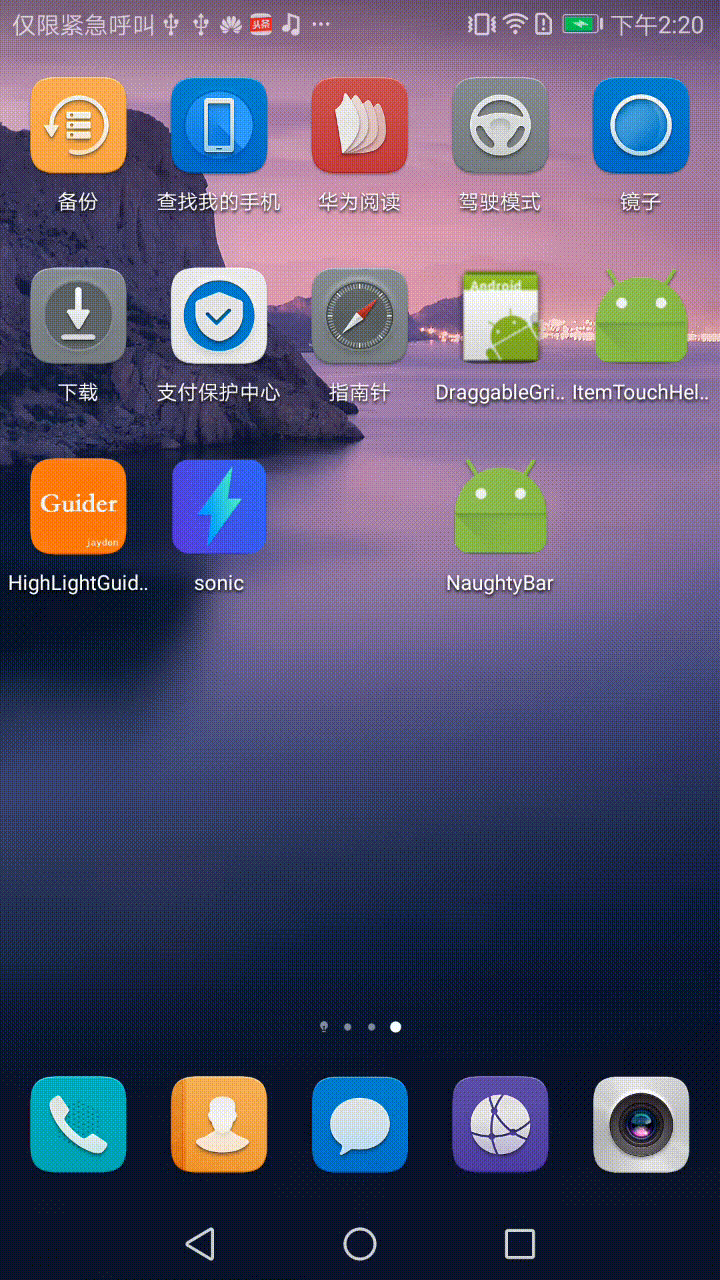 仅限紧急呼叫 头条 下午2:20
备份 查找我的手机 华为阅读 驾驶模式 镜子
Android
下载 支付保护中心 指南针 DraggableGri.. ItemTouchHel..
Guider
jaydon
HighLightGuid.. sonic NaughtyBar